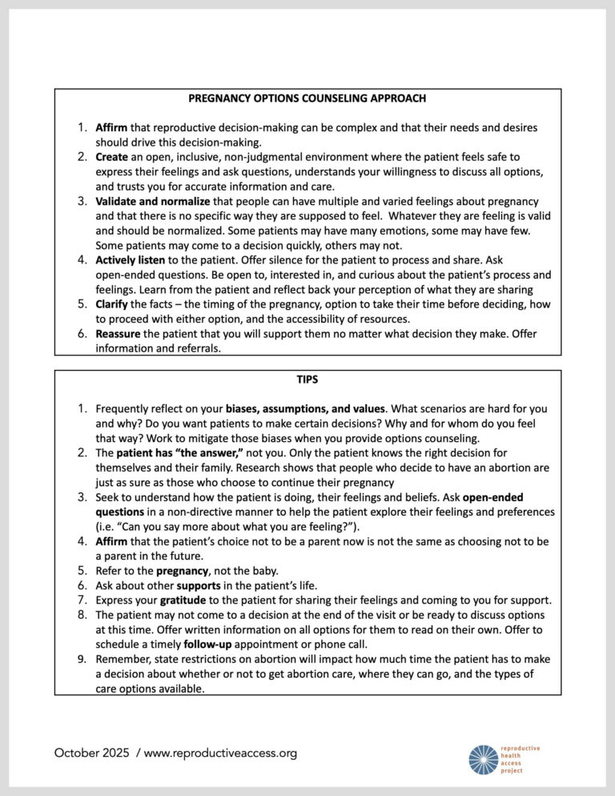 PREGNANCY OPTIONS COUNSELING APPROACH
1. Affirm that reproductive decision-making can be complex and that their needs and desires
should drive this decision-making.
2. Create an open, inclusive, non-judgmental environment where the patient feels safe to
express their feelings and ask questions, understands your willingness to discuss all options,
and trusts you for accurate information and care.
3. Validate and normalize that people can have multiple and varied feelings about pregnancy
and that there is no specific way they are supposed to feel.  Whatever they are feeling is valid
and should be normalized. Some patients may have many emotions, some may have few.
Some patients may come to a decision quickly, others may not.
4. Actively listen to the patient. Offer silence for the patient to process and share. Ask
open-ended questions. Be open to, interested in, and curious about the patient's process and
feelings. Learn from the patient and reflect back your perception of what they are sharing
5. Clarify the facts – the timing of the pregnancy, option to take their time before deciding, how
to proceed with either option, and the accessibility of resources.
6. Reassure the patient that you will support them no matter what decision they make. Offer
information and referrals.
TIPS
1. Frequently reflect on your biases, assumptions, and values. What scenarios are hard for you
and why? Do you want patients to make certain decisions? Why and for whom do you feel
that way? Work to mitigate those biases when you provide options counseling.
2. The patient has “the answer,” not you. Only the patient knows the right decision for
themselves and their family. Research shows that people who decide to have an abortion are
just as sure as those who choose to continue their pregnancy
3. Seek to understand how the patient is doing, their feelings and beliefs. Ask open-ended
questions in a non-directive manner to help the patient explore their feelings and preferences
(i.e. “Can you say more about what you are feeling?”).
4. Affirm that the patient's choice not to be a parent now is not the same as choosing not to be
a parent in the future.
5. Refer to the pregnancy, not the baby.
6. Ask about other supports in the patient's life.
7. Express your gratitude to the patient for sharing their feelings and coming to you for support.
8. The patient may not come to a decision at the end of the visit or be ready to discuss options
at this time. Offer written information on all options for them to read on their own. Offer to
schedule a timely follow-up appointment or phone call.
9. Remember, state restrictions on abortion will impact how much time the patient has to make
a decision about whether or not to get abortion care, where they can go, and the types of
care options available.
October 2025 / www.reproductiveaccess.org
reproductive
health
access
project